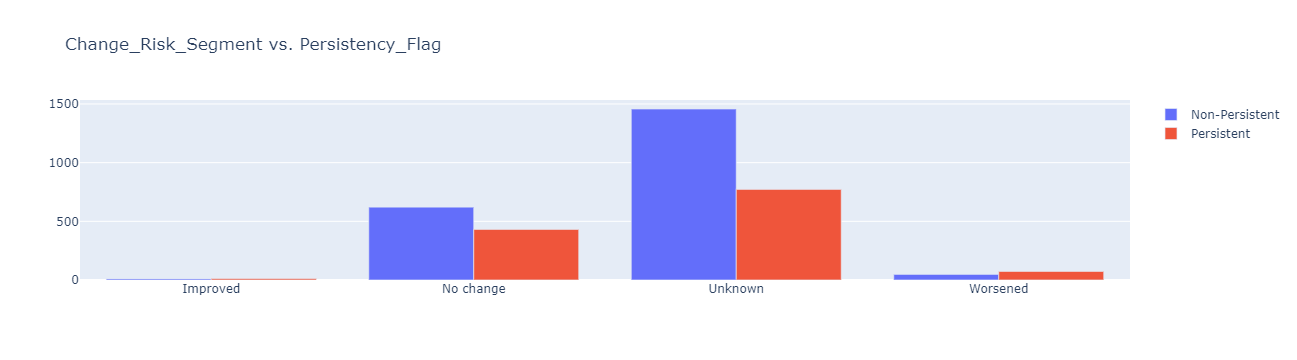 Change_Risk_Segment vs. Persistency_Flag
1500
1000
500
0
Improved
No change
Unknown
Worsened
Non-Persistent
Persistent